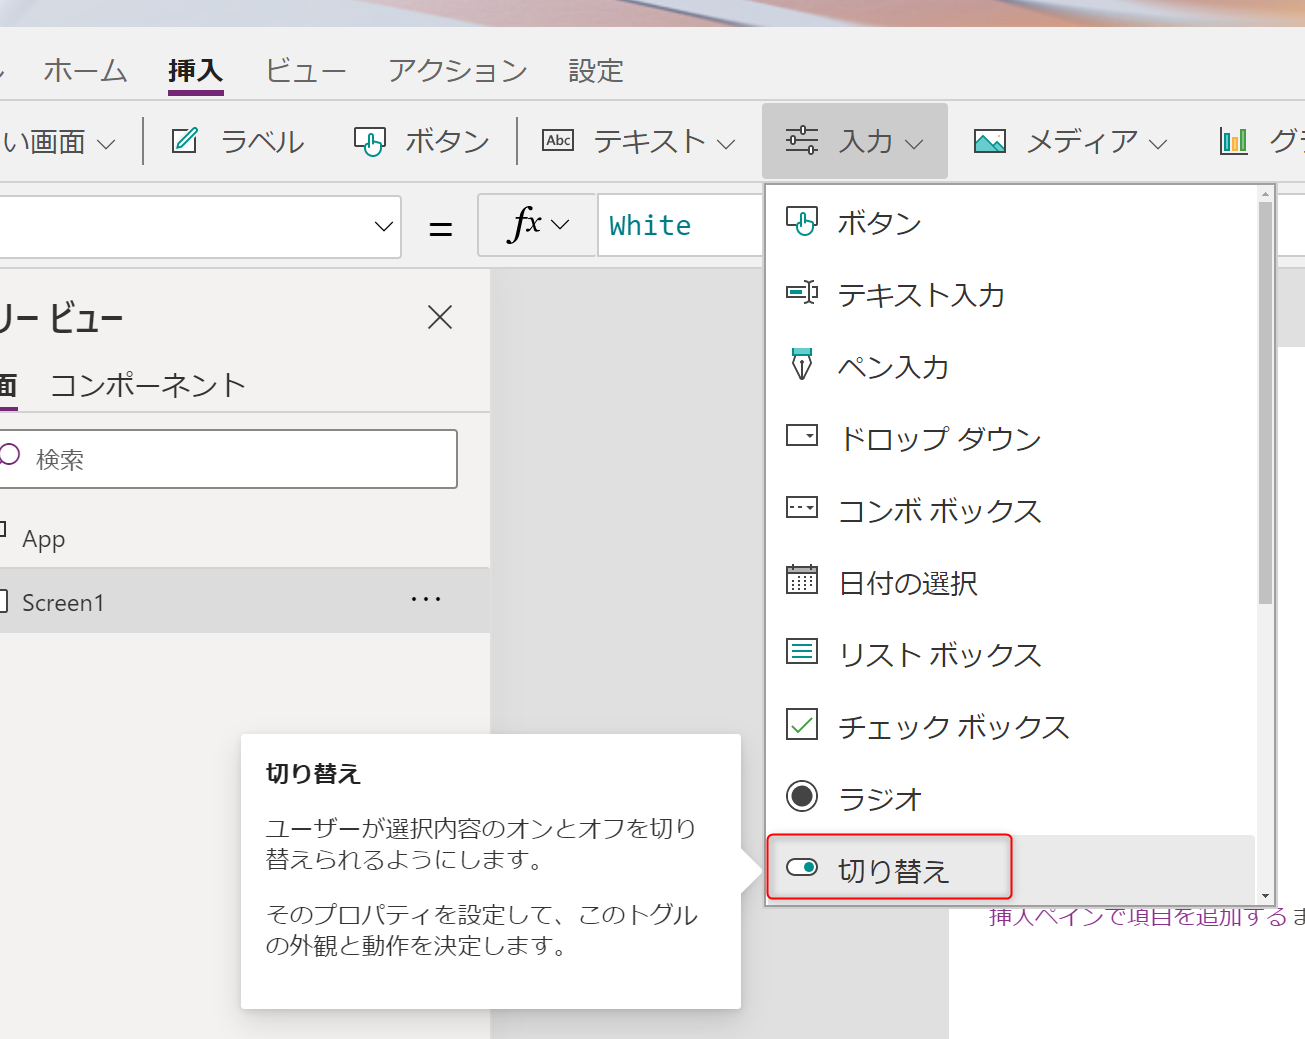 ホーム 挿入 ビュー アクション 設定
い画面 ラベル ボタン Abc テキスト 入力 メディア グ
= fx White
リー ビュー
面 コンポーネント
検索
App
Screen1 ...
ボタン
テキスト入力
ペン入力
ドロップ ダウン
コンボ ボックス
日付の選択
リスト ボックス
チェック ボックス
ラジオ
切り替え
切り替え
ユーザーが選択内容のオンとオフを切り
替えられるようにします。
そのプロパティを設定して、このトグル
の外観と動作を決定します。
挿入ペインで項目を追加するま